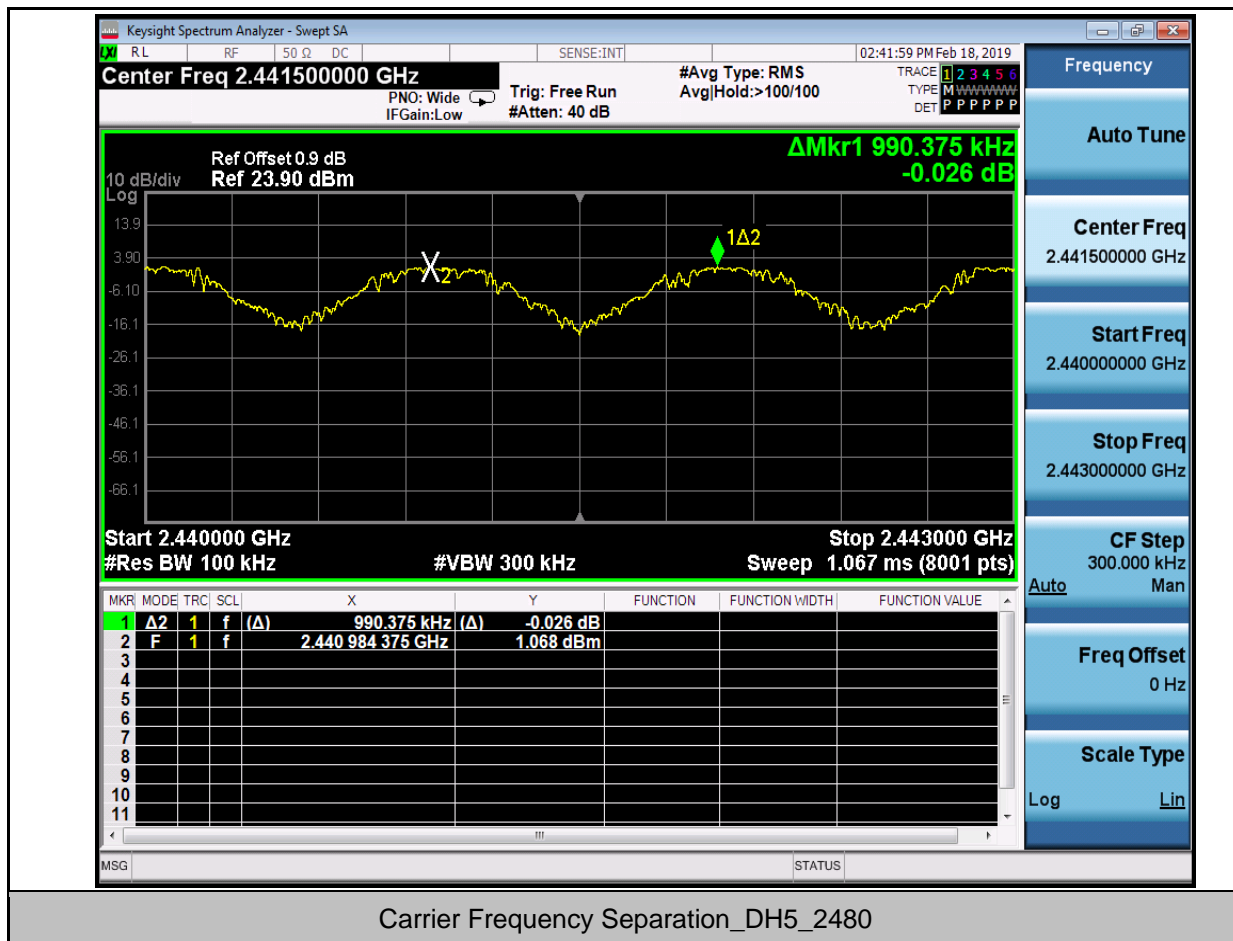 Keysight Spectrum Analyzer - Swept SA
LXI RL RF 50 Ω DC SENSE:INT 02:41:59 PM Feb 18, 2019
Center Freq 2.441500000 GHz
PNO: Wide
IFGain:Low
Trig: Free Run
#Atten: 40 dB
#Avg Type: RMS
Avg|Hold:>100/100
TRACE 1 2 3 4 5 6
TYPE M WWWWW
DET P P P P P P
ΔMkr1 990.375 kHz
-0.026 dB
Ref Offset 0.9 dB
10 dB/div Ref 23.90 dBm
Log
13.9
3.90
-6.10
-16.1
-26.1
-36.1
-46.1
-56.1
-66.1
X2
1Δ2
Start 2.440000 GHz Stop 2.443000 GHz
#Res BW 100 kHz #VBW 300 kHz Sweep 1.067 ms (8001 pts)
MKR MODE TRC SCL X Y FUNCTION FUNCTION WIDTH FUNCTION VALUE
1 Δ2 1 f (Δ) 990.375 kHz (Δ) -0.026 dB
2 F 1 f 2.440 984 375 GHz 1.068 dBm
3
4
5
6
7
8
9
10
11
MSG STATUS
Frequency
Auto Tune
Center Freq
2.441500000 GHz
Start Freq
2.440000000 GHz
Stop Freq
2.443000000 GHz
CF Step
300.000 kHz
Auto Man
Freq Offset
0 Hz
Scale Type
Log Lin
Carrier Frequency Separation_DH5_2480